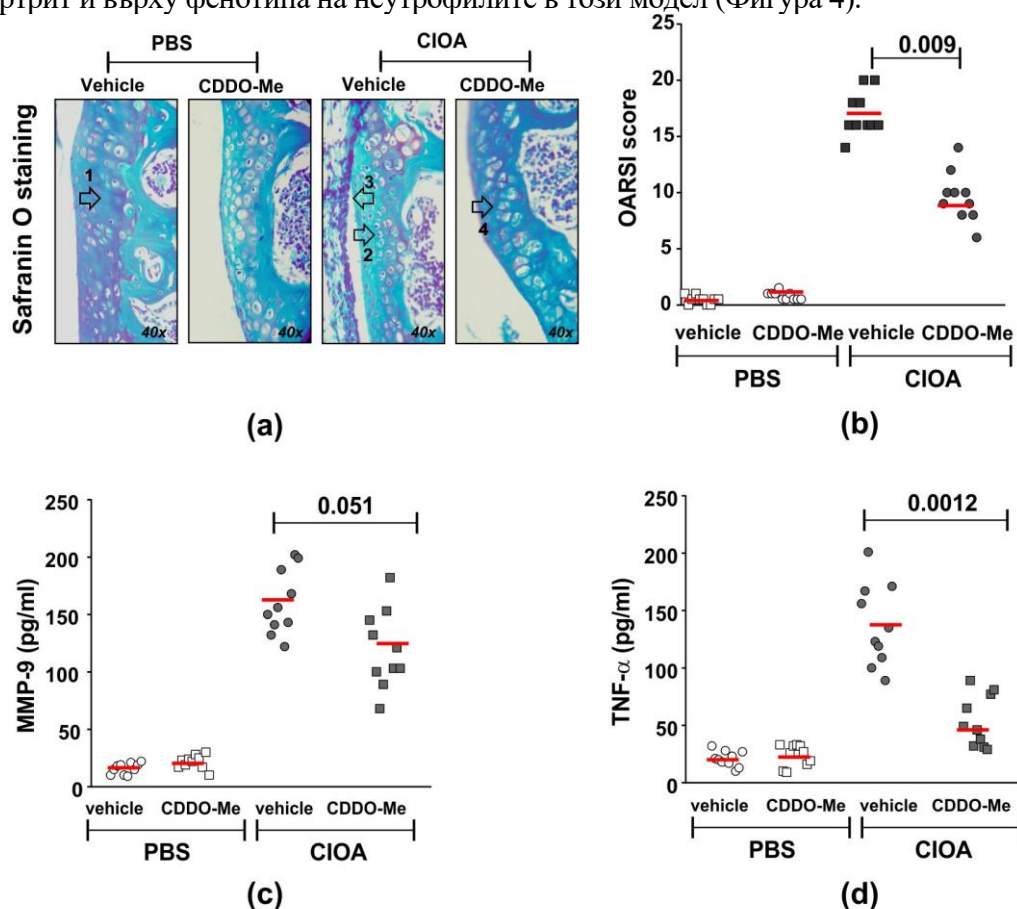 ртрит и върху фенотипа на неутрофилите в този модел (Фигура 4).
PBS
CIOA
Vehicle
CDDO-Me
Vehicle
CDDO-Me
Safranin O staining
1
3
2
4
40x
40x
40x
40x
(a)
0.009
OARSI score
25
20
15
10
5
0
vehicle
CDDO-Me
vehicle
CDDO-Me
PBS
CIOA
(b)
0.051
MMP-9 (pg/ml)
250
200
150
100
50
0
vehicle
CDDO-Me
vehicle
CDDO-Me
PBS
CIOA
(c)
0.0012
TNF-α (pg/ml)
250
200
150
100
50
0
vehicle
CDDO-Me
vehicle
CDDO-Me
PBS
CIOA
(d)